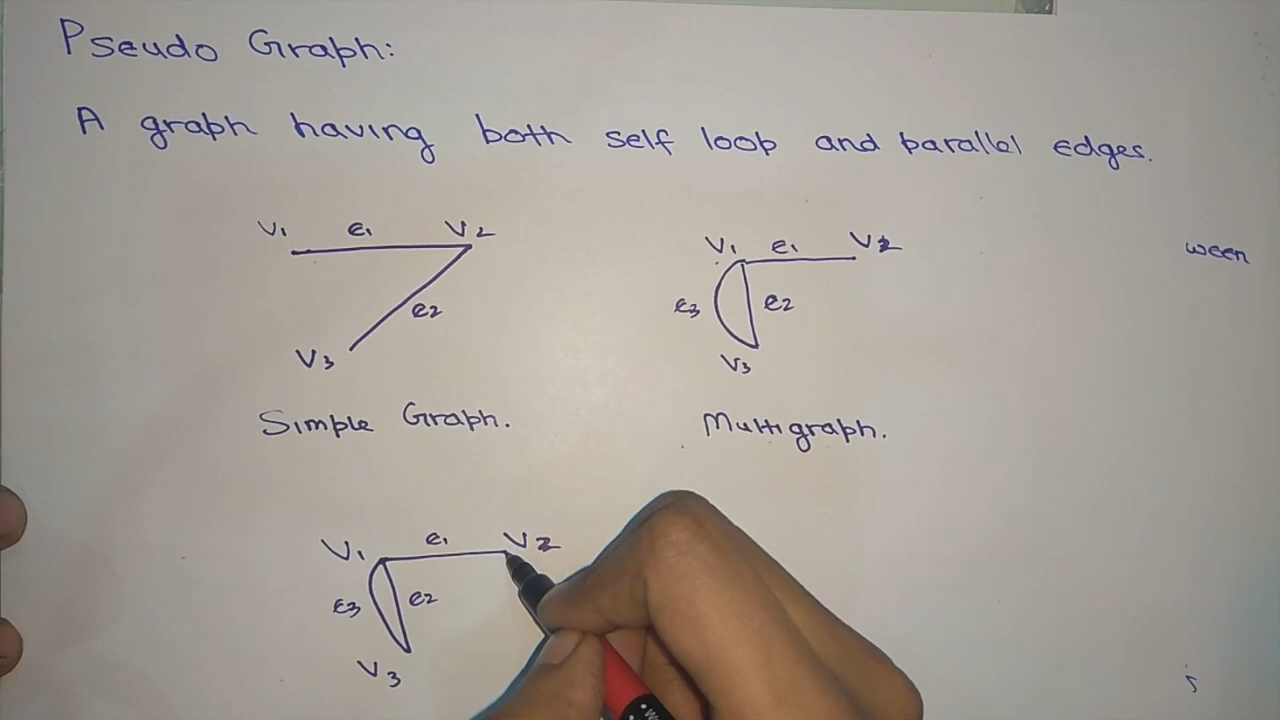 Pseudo Graph:
A graph having both self loop and parallel edges.
V1 e1 V2
e2
V3
Simple Graph.
V1 e1 V2
e3 e2
V3
Multigraph.
ween
V1 e1 V2
e3 e2
V3